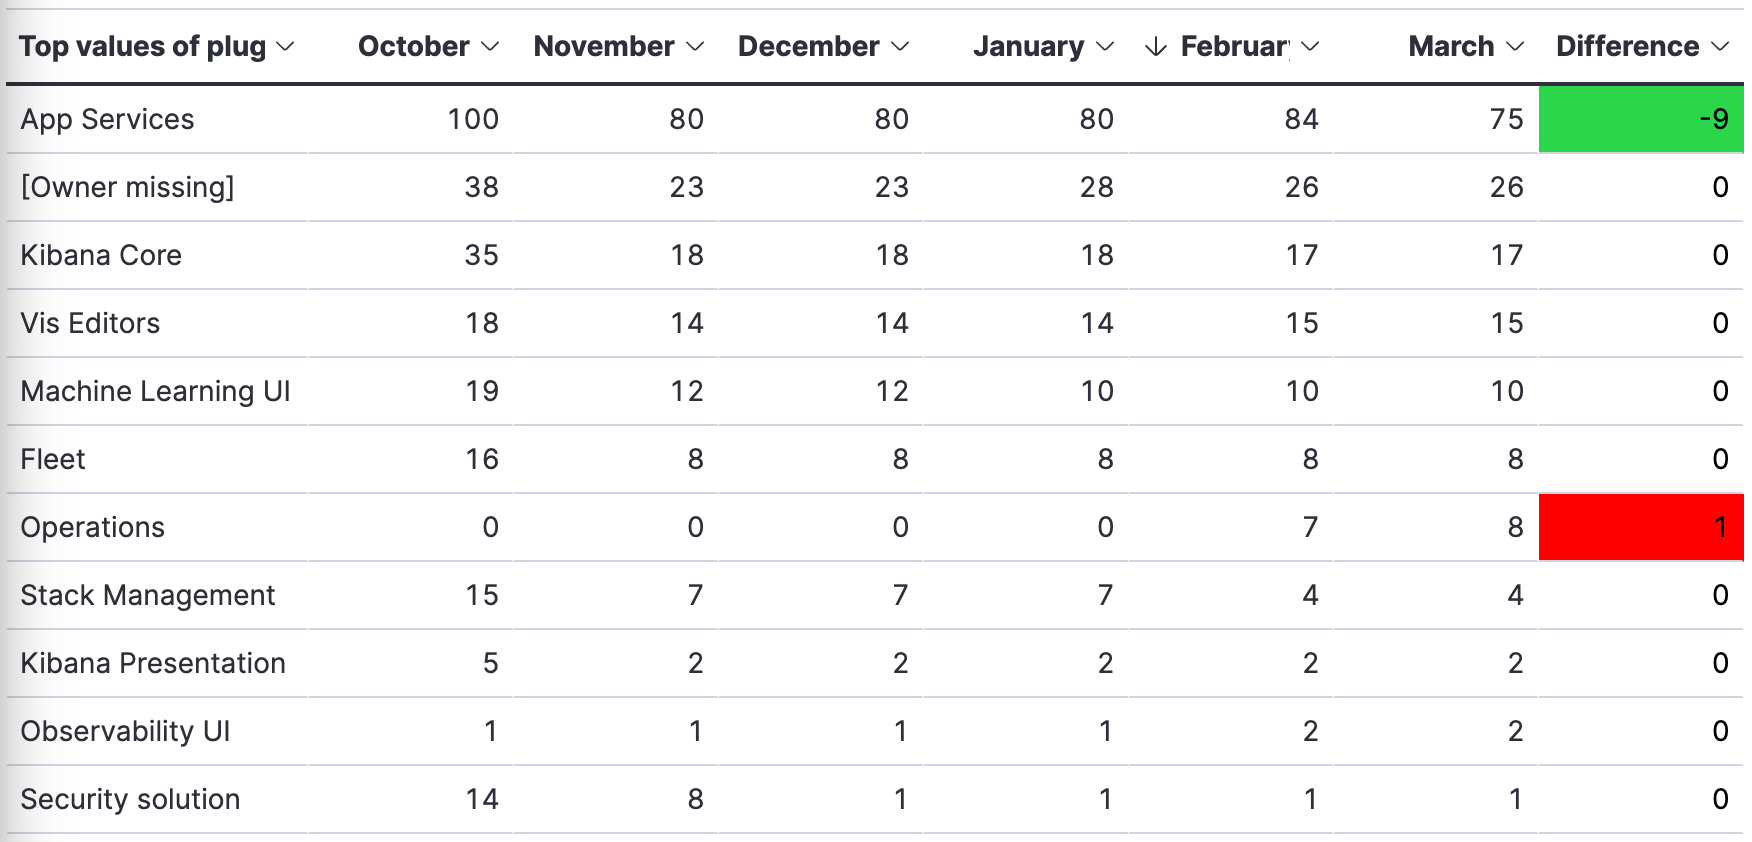 Top values of plug October November December January Februar March Difference
App Services 100 80 80 80 84 75 -9
[Owner missing] 38 23 23 28 26 26 0
Kibana Core 35 18 18 18 17 17 0
Vis Editors 18 14 14 14 15 15 0
Machine Learning UI 19 12 12 10 10 10 0
Fleet 16 8 8 8 8 8 0
Operations 0 0 0 0 7 8 1
Stack Management 15 7 7 7 4 4 0
Kibana Presentation 5 2 2 2 2 2 0
Observability UI 1 1 1 1 2 2 0
Security solution 14 8 1 1 1 1 0